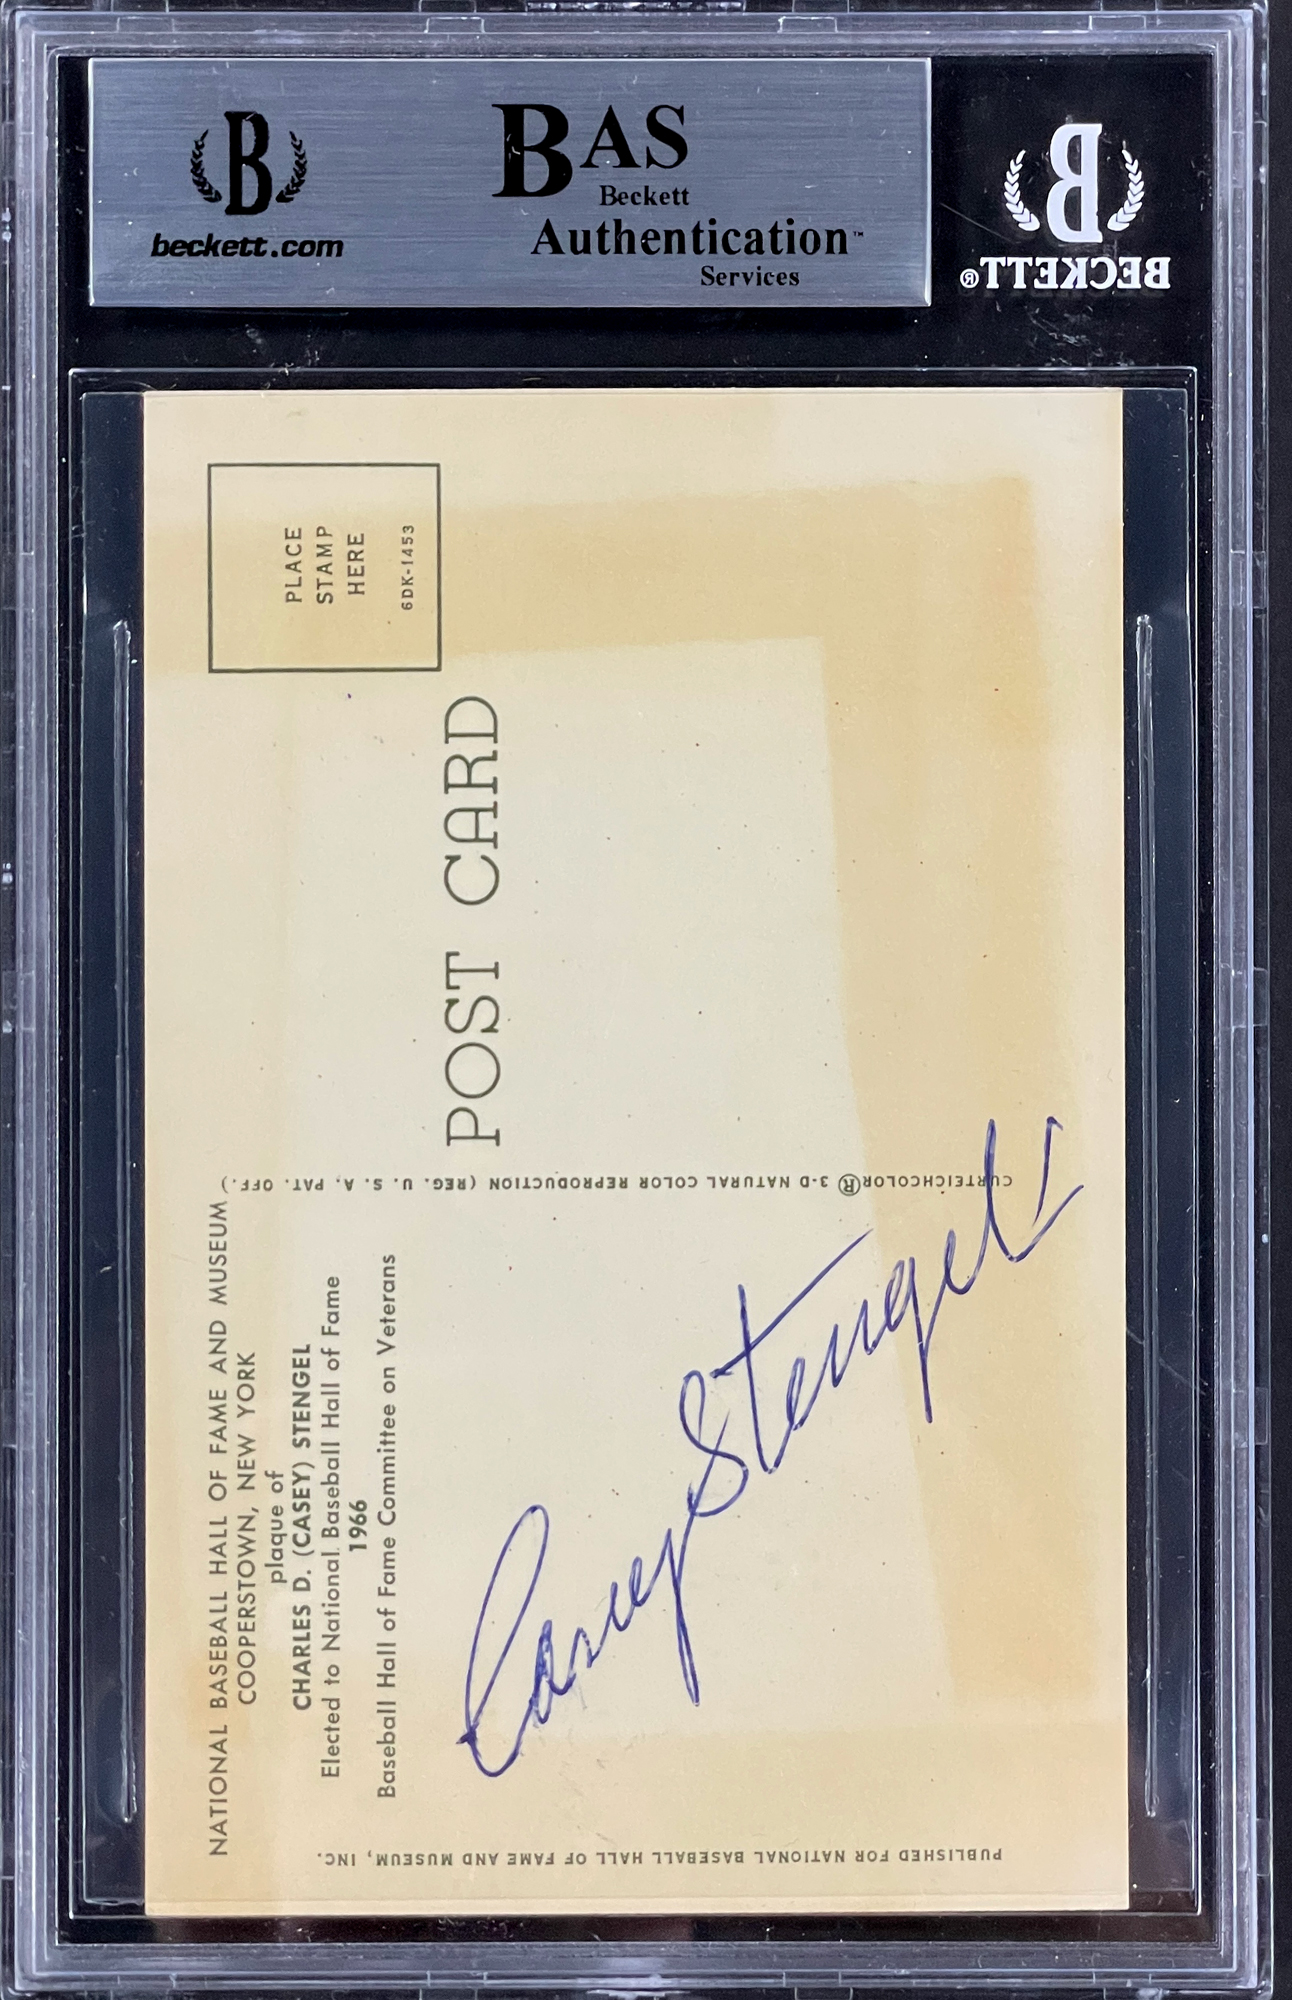 B
beckett.com
BAS
Beckett
Authentication™
Services
B
BECKETT®
PLACE
STAMP
HERE
6DK-1453
POST CARD
CURTEICHCOLOR® 3-D NATURAL COLOR REPRODUCTION (REG. U. S. A. PAT. OFF.)
NATIONAL BASEBALL HALL OF FAME AND MUSEUM
COOPERSTOWN, NEW YORK
plaque of
CHARLES D. (CASEY) STENGEL
Elected to National Baseball Hall of Fame
1966
Baseball Hall of Fame Committee on Veterans
Casey Stengel
PUBLISHED FOR NATIONAL BASEBALL HALL OF FAME AND MUSEUM, INC.